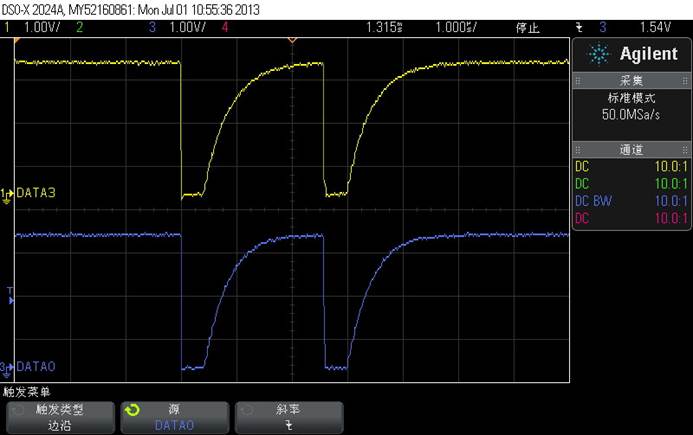 DSO-X 2024A, MY52160861: Mon Jul 01 10:55:36 2013
1 1.00V/ 2 3 1.00V/ 4 1.315 1.000 停止 3 1.54V
Agilent
采集
标准模式
50.0MSa/s
通道
DC 10.0:1
DC 10.0:1
DC BW 10.0:1
DC 10.0:1
1 DATA3
T
3 DATA0
触发菜单
触发类型
边沿
源
DATA0
斜率